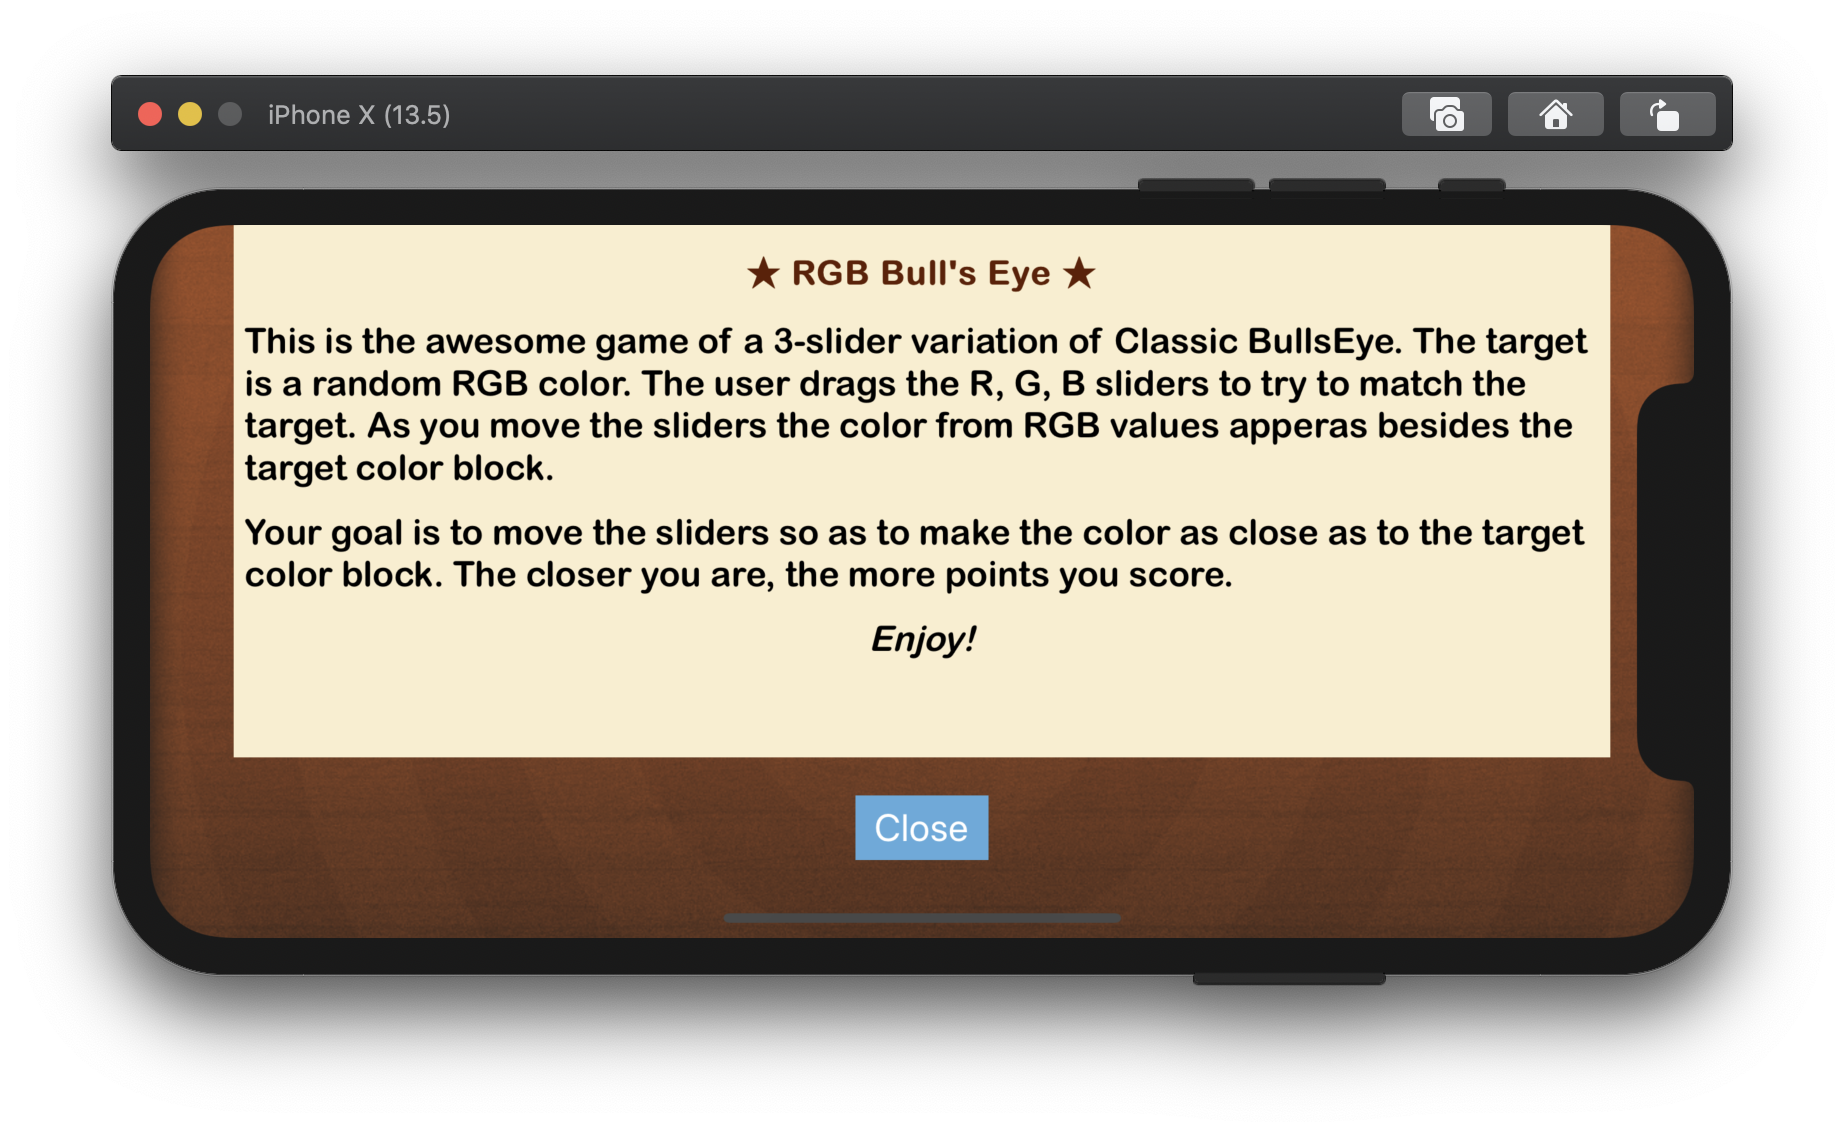 iPhone X (13.5)
★ RGB Bull's Eye ★
This is the awesome game of a 3-slider variation of Classic BullsEye. The target
is a random RGB color. The user drags the R, G, B sliders to try to match the
target. As you move the sliders the color from RGB values apperas besides the
target color block.
Your goal is to move the sliders so as to make the color as close as to the target
color block. The closer you are, the more points you score.
Enjoy!
Close